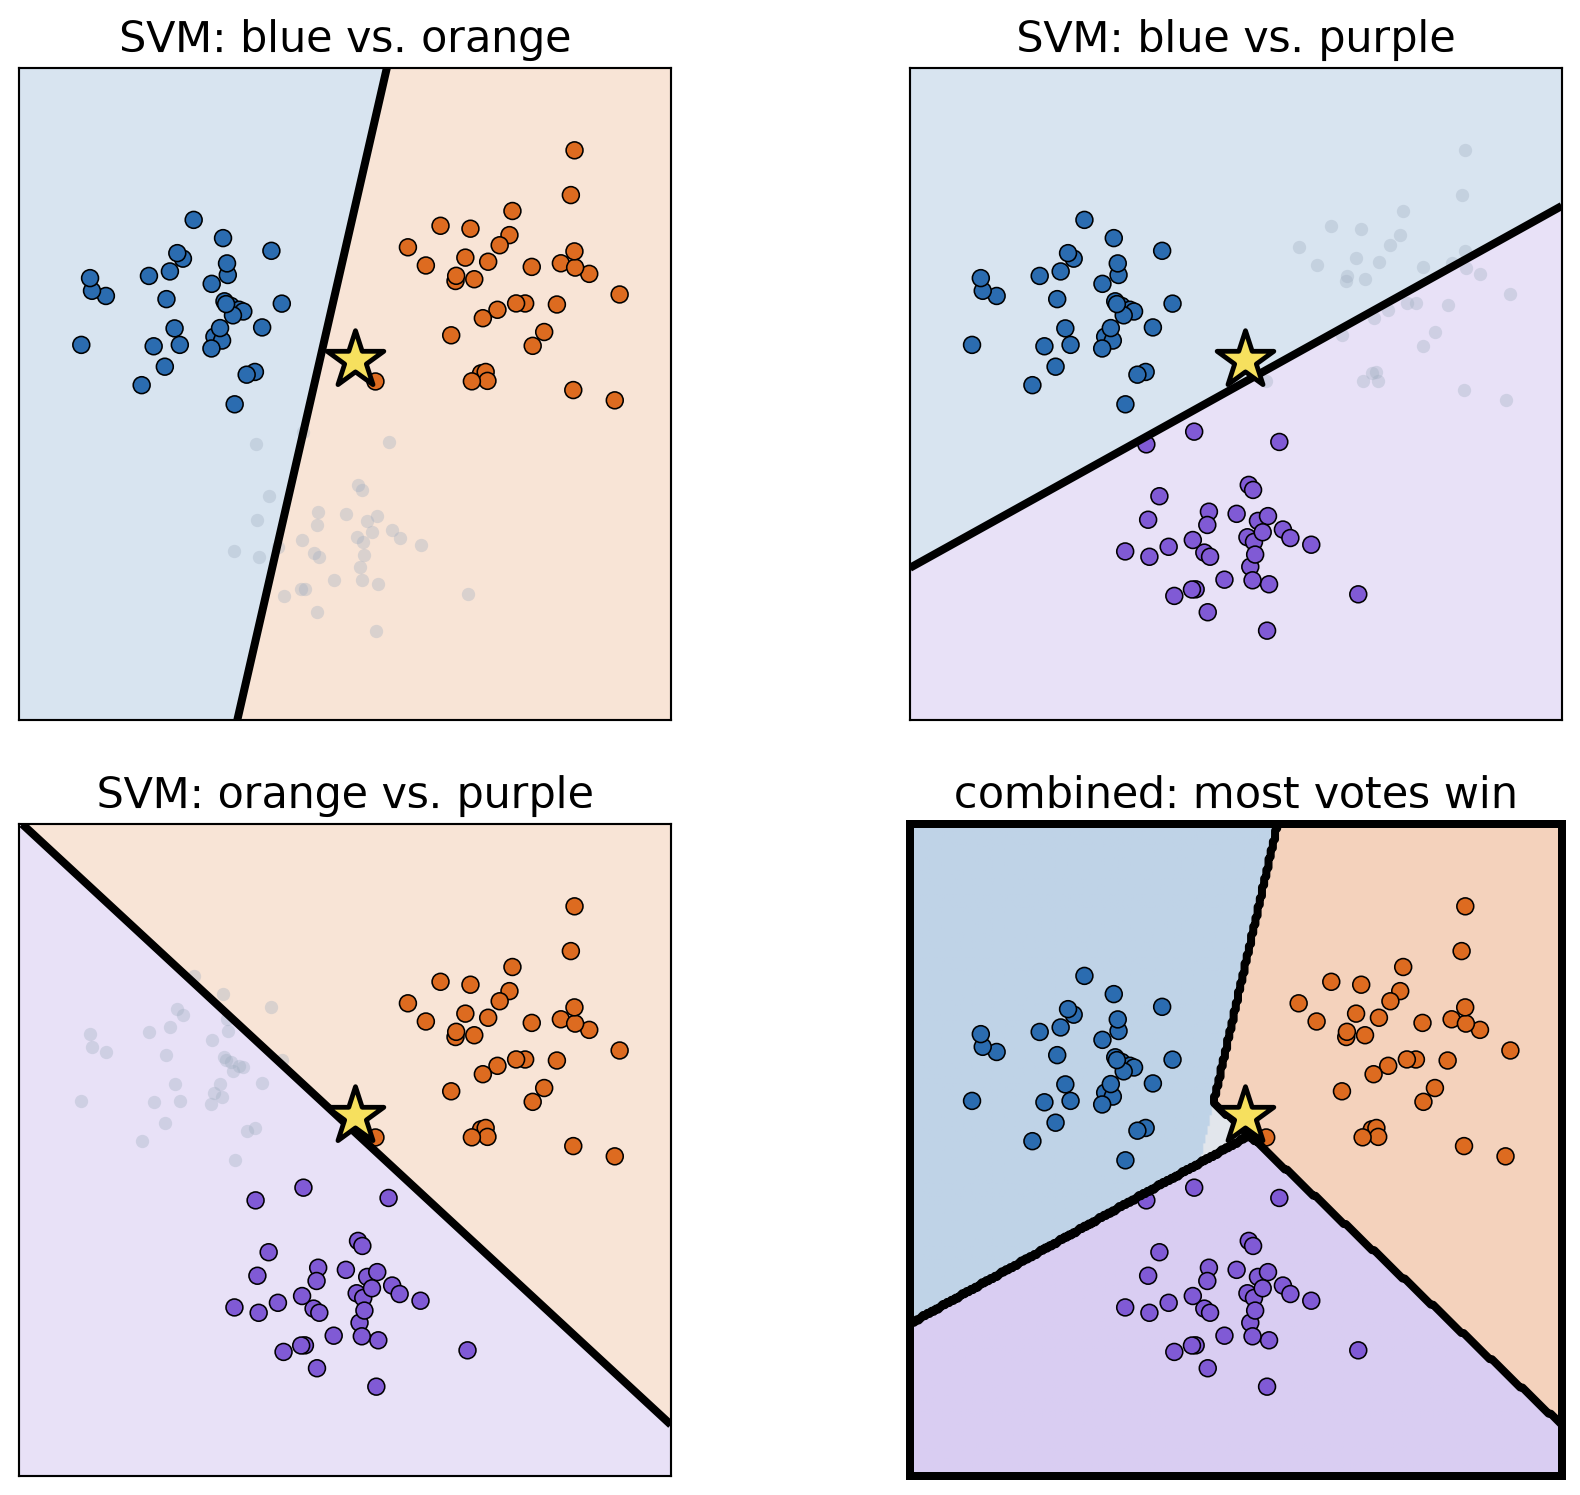 SVM: blue vs. orange
SVM: blue vs. purple
SVM: orange vs. purple
combined: most votes win